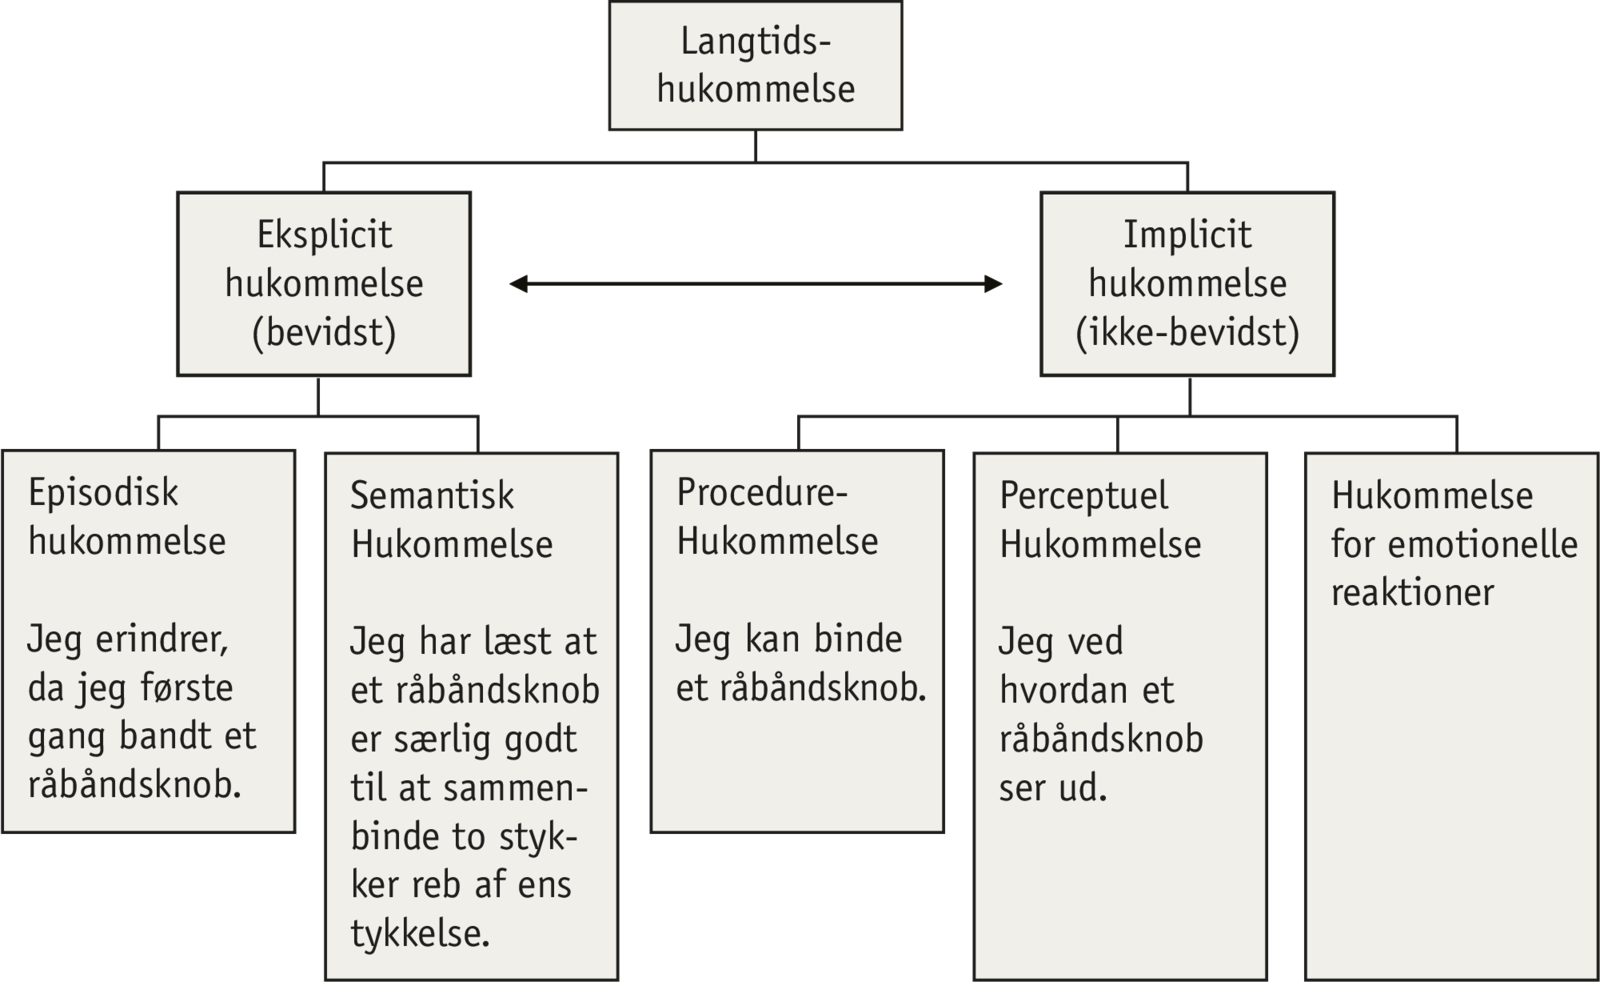 Langtids-
hukommelse
Eksplicit
hukommelse
(bevidst)
Implicit
hukommelse
(ikke-bevidst)
Episodisk
hukommelse
Jeg erindrer,
da jeg første
gang bandt et
råbåndsknob.
Semantisk
Hukommelse
Jeg har læst at
et råbåndsknob
er særlig godt
til at sammen-
binde to styk-
ker reb af ens
tykkelse.
Procedure-
Hukommelse
Jeg kan binde
et råbåndsknob.
Perceptuel
Hukommelse
Jeg ved
hvordan et
råbåndsknob
ser ud.
Hukommelse
for emotionelle
reaktioner